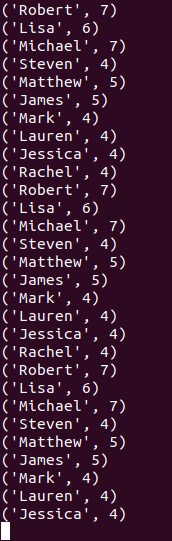 ('Robert', 7)
('Lisa', 6)
('Michael', 7)
('Steven', 4)
('Matthew', 5)
('James', 5)
('Mark', 4)
('Lauren', 4)
('Jessica', 4)
('Rachel', 4)
('Robert', 7)
('Lisa', 6)
('Michael', 7)
('Steven', 4)
('Matthew', 5)
('James', 5)
('Mark', 4)
('Lauren', 4)
('Jessica', 4)
('Rachel', 4)
('Robert', 7)
('Lisa', 6)
('Michael', 7)
('Steven', 4)
('Matthew', 5)
('James', 5)
('Mark', 4)
('Lauren', 4)
('Jessica', 4)